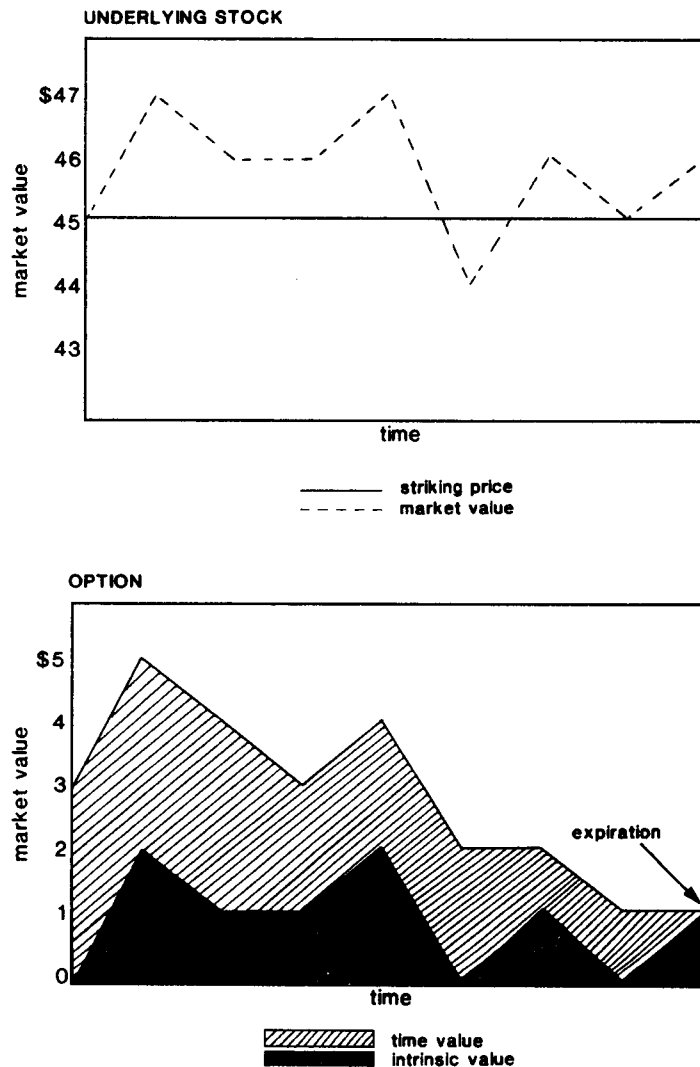 UNDERLYING STOCK
$47
46
45
44
43
market value
time
striking price
market value
OPTION
$5
4
3
2
1
0
market value
expiration
time
time value
intrinsic value